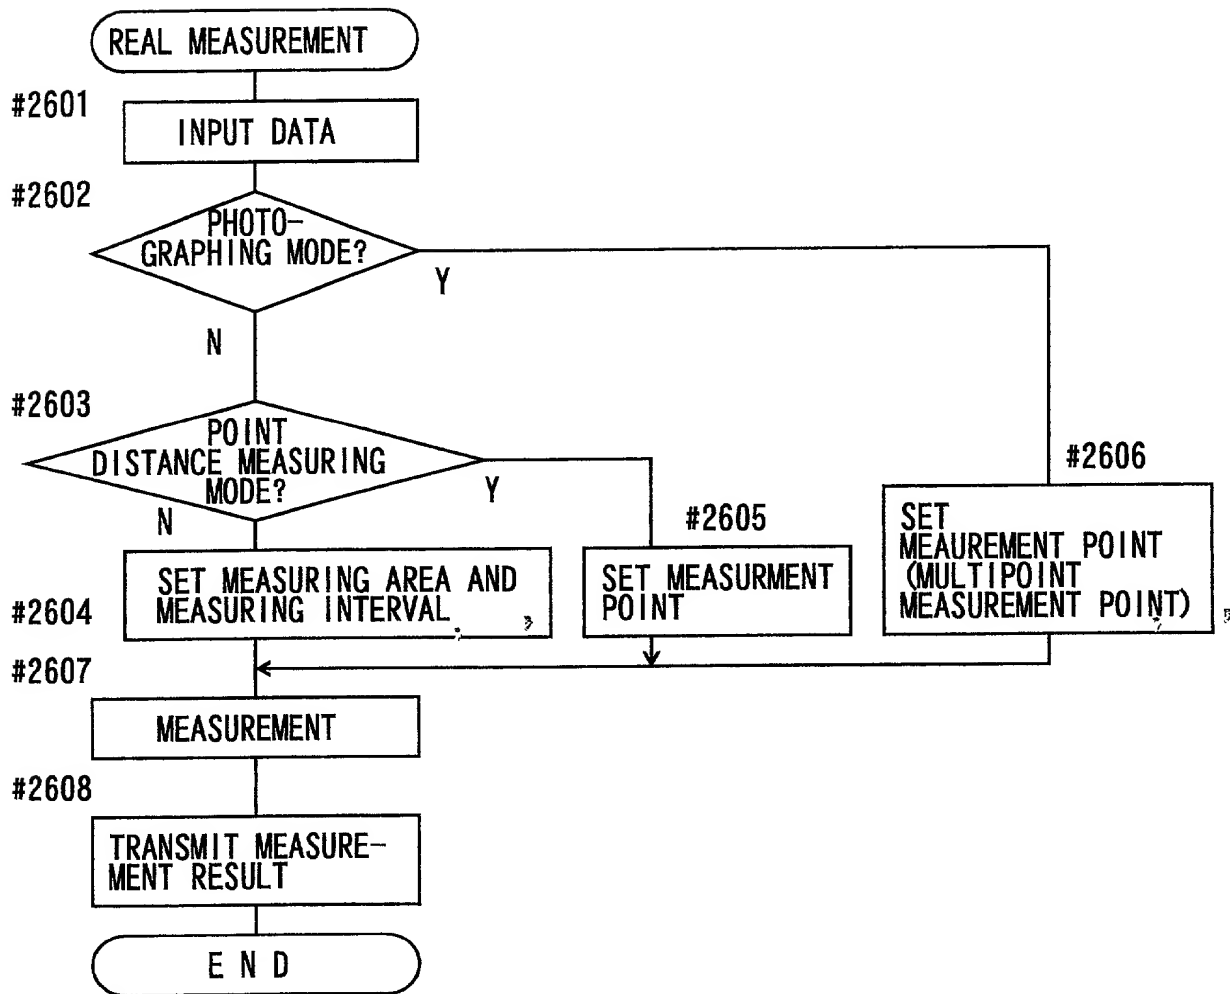 REAL MEASUREMENT
#2601
INPUT DATA
#2602
PHOTO-
GRAPHING MODE?
Y
N
#2603
POINT
DISTANCE MEASURING
MODE?
Y
N
#2606
SET
MEAUREMENT POINT
(MULTIPOINT
MEASUREMENT POINT)
#2605
SET MEASURMENT
POINT
#2604
SET MEASURING AREA AND
MEASURING INTERVAL
#2607
MEASUREMENT
#2608
TRANSMIT MEASURE-
MENT RESULT
END